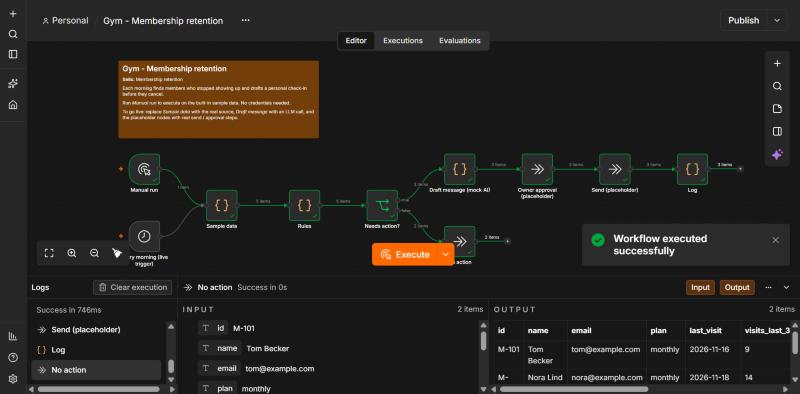 Personal / Gym - Membership retention ...
Publish
Editor Executions Evaluations
Gym - Membership retention
Sells: Membership retention
Each morning finds members who stopped showing up and drafts a personal check-in
before they cancel.
Run Manual run to execute on the built-in sample data. No credentials needed.
To go live: replace Sample data with the real source, Draft message with an LLM call, and
the placeholder nodes with real send / approval steps.
Manual run
1 item
Sample data
5 items
Rules
5 items
Needs action?
true
3 items
false
2 items
Draft message (mock AI)
3 items
Owner approval
(placeholder)
3 items
Send (placeholder)
3 items
Log
3 items
ry morning (live
trigger)
action
2 items
Execute
Workflow executed
successfully
Logs
Clear execution
No action Success in 0s
Input Output ...
Success in 746ms
Send (placeholder)
Log
No action
INPUT 2 items
T id M-101
T name Tom Becker
T email tom@example.com
T plan monthly
OUTPUT 2 items
id name email plan last_visit visits_last_3
M-101 Tom Becker tom@example.com monthly 2026-11-16 9
M- Nora Lind nora@example.com monthly 2026-11-18 14